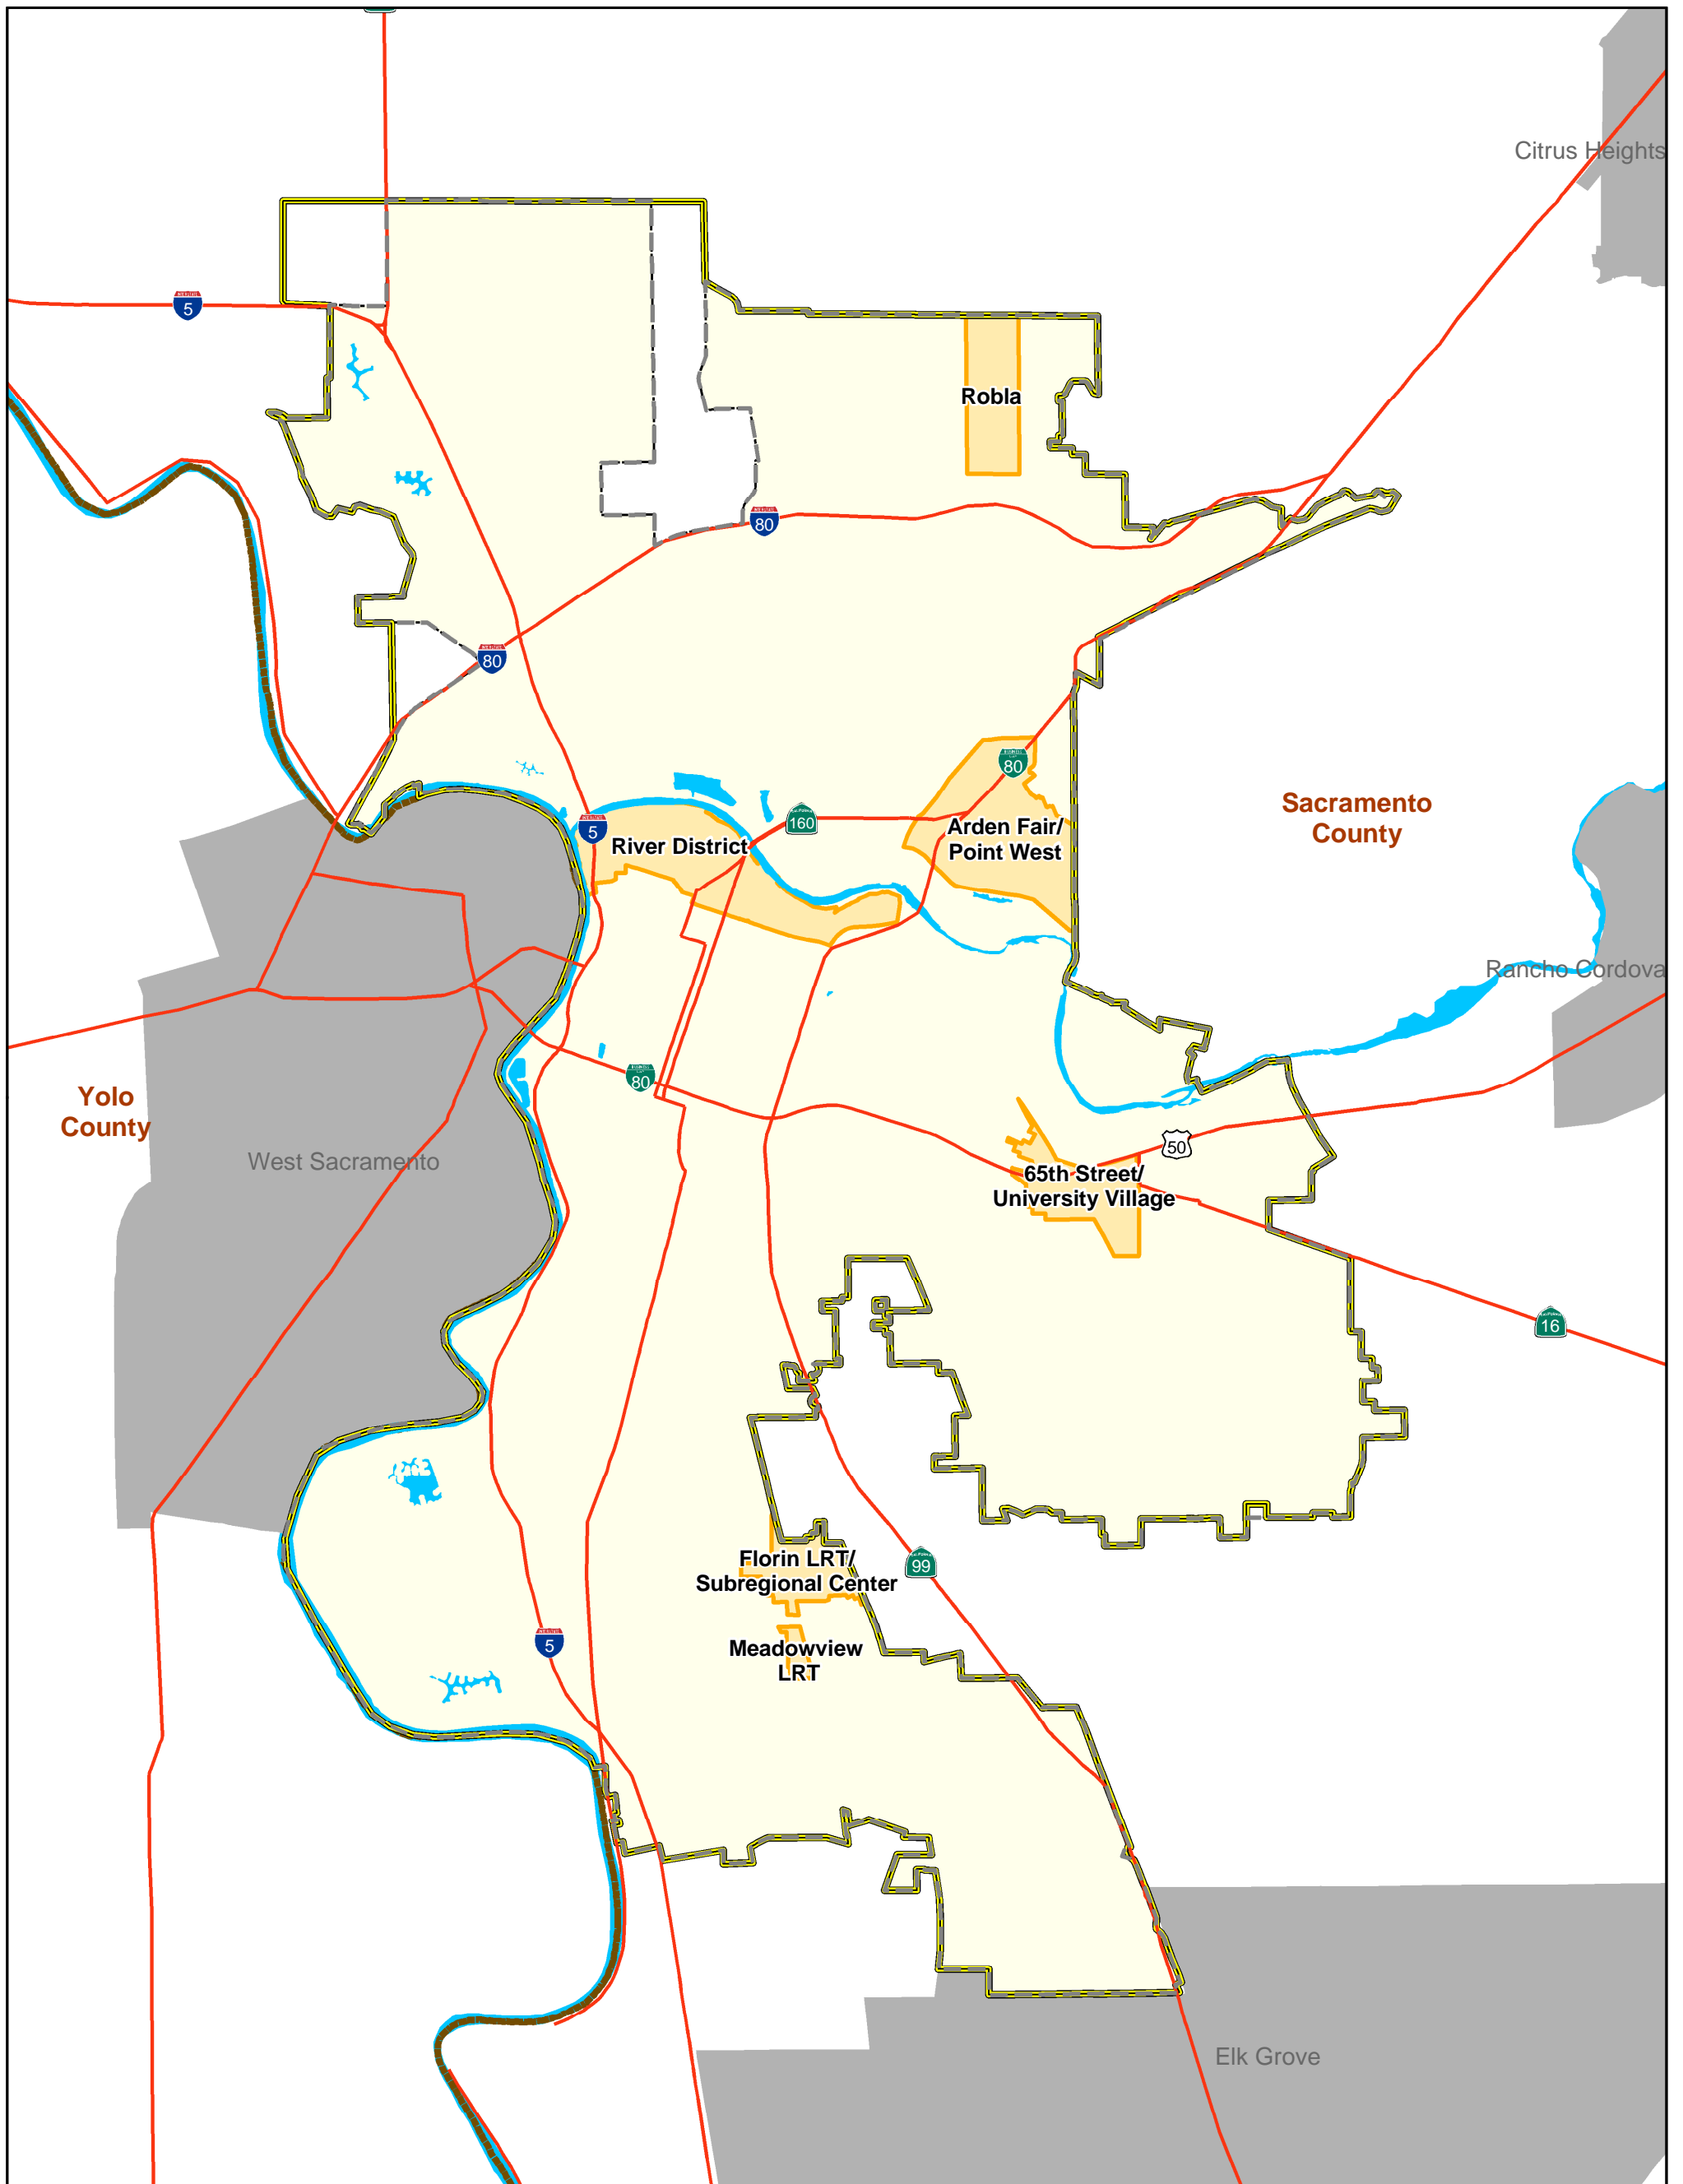 Citrus Heights
5
Robla
80
80
80
Sacramento
County
160
5
Arden Fair/
Point West
River District
Rancho Cordova
80
Yolo
County
50
West Sacramento
65th Street/
University Village
16
Florin LRT/
Subregional Center
99
5
Meadowview
LRT
Elk Grove